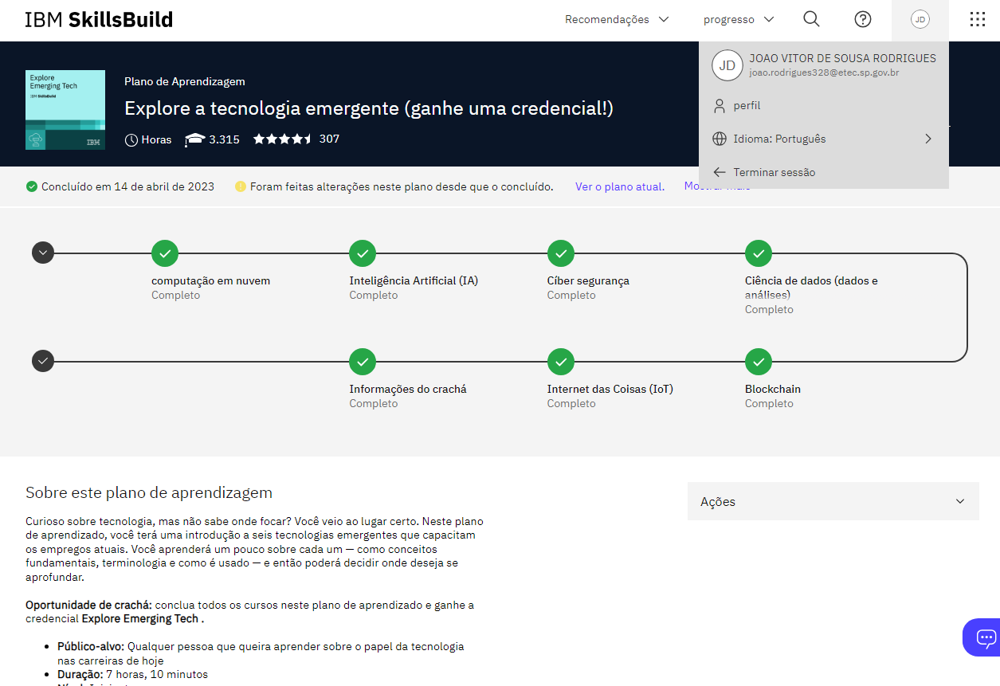 IBM SkillsBuild
Recomendações
progresso
JD
JD
JOAO VITOR DE SOUSA RODRIGUES
joao.rodrigues328@etec.sp.gov.br
perfil
Idioma: Português
Terminar sessão
Explore
Emerging Tech
IBM SkillsBuild
IBM
Plano de Aprendizagem
Explore a tecnologia emergente (ganhe uma credencial!)
Horas 3.315 307
Concluído em 14 de abril de 2023
Foram feitas alterações neste plano desde que o concluído.
Ver o plano atual.
Mostrar mais
computação em nuvem
Completo
Inteligência Artificial (IA)
Completo
Cíber segurança
Completo
Ciência de dados (dados e
análises)
Completo
Informações do crachá
Completo
Internet das Coisas (IoT)
Completo
Blockchain
Completo
Sobre este plano de aprendizagem
Ações
Curioso sobre tecnologia, mas não sabe onde focar? Você veio ao lugar certo. Neste plano
de aprendizado, você terá uma introdução a seis tecnologias emergentes que capacitam
os empregos atuais. Você aprenderá um pouco sobre cada um — como conceitos
fundamentais, terminologia e como é usado — e então poderá decidir onde deseja se
aprofundar.
Oportunidade de crachá: conclua todos os cursos neste plano de aprendizado e ganhe a
credencial Explore Emerging Tech .
Público-alvo: Qualquer pessoa que queira aprender sobre o papel da tecnologia
nas carreiras de hoje
Duração: 7 horas, 10 minutos